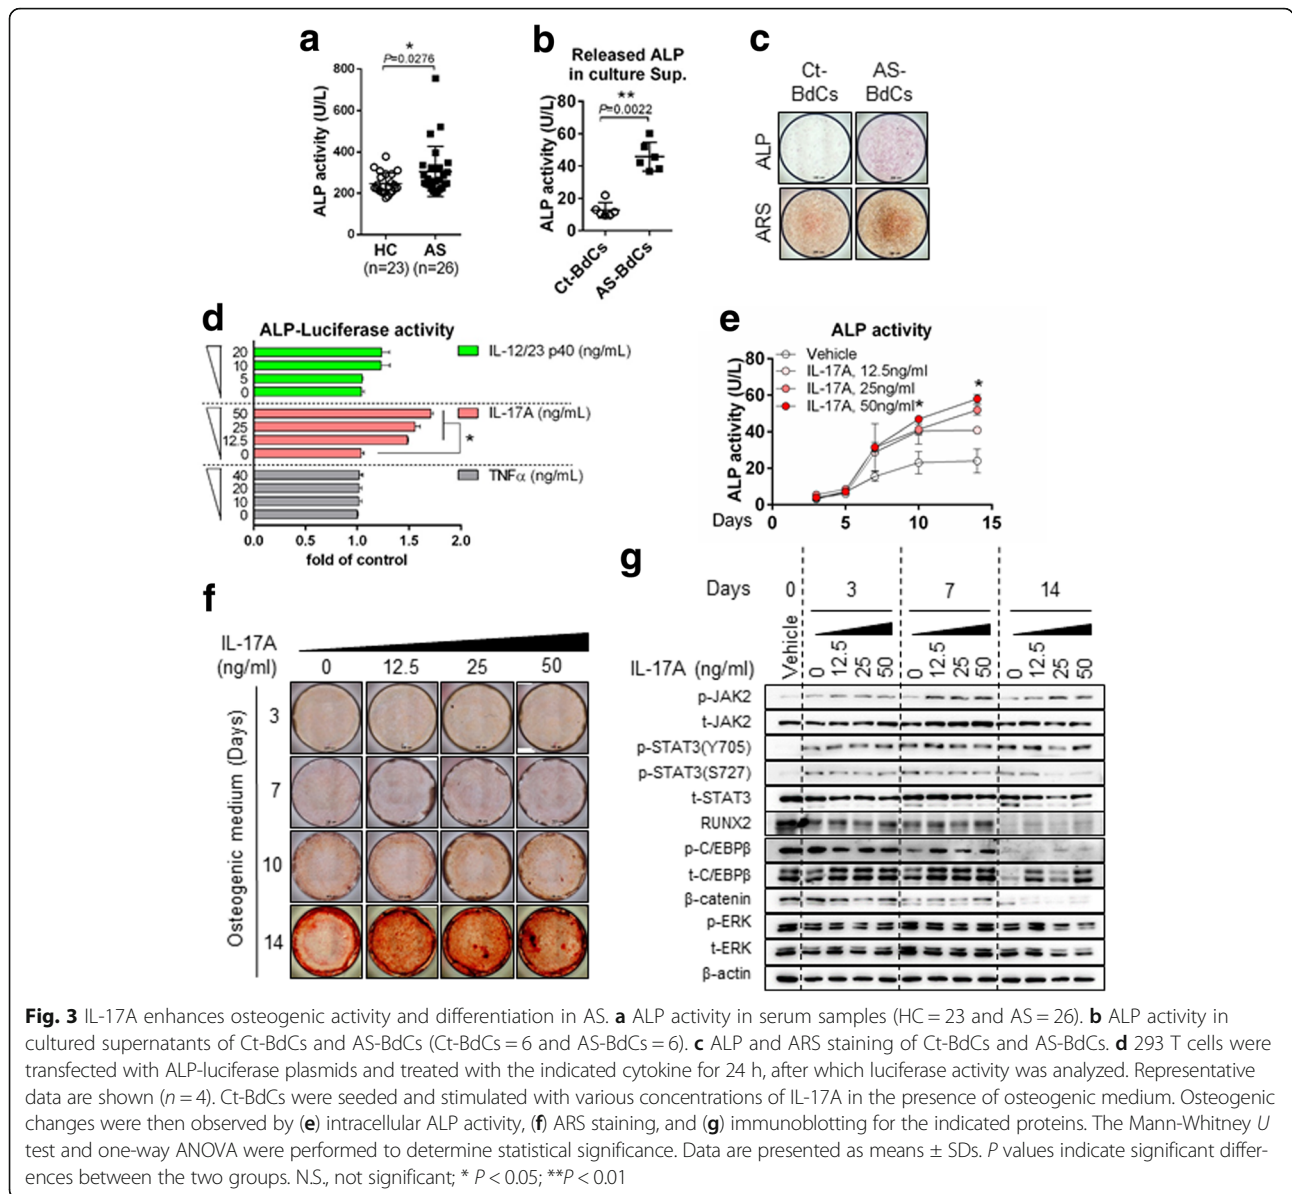 a
*
P=0.0276
ALP activity (U/L)
800
600
400
200
0
HC
AS
(n=23) (n=26)
b
Released ALP
in culture Sup.
**
P=0.0022
ALP activity (U/L)
80
60
40
20
0
Ct-BdCs
AS-BdCs
c
Ct-
BdCs
AS-
BdCs
ALP
ARS
d
ALP-Luciferase activity
20
10
5
0
IL-12/23 p40 (ng/mL)
50
25
12.5
0
IL-17A (ng/mL)
*
40
20
10
0
TNFα (ng/mL)
0.0 0.5 1.0 1.5 2.0
fold of control
e
ALP activity
ALP activity (U/L)
80
60
40
20
0
Vehicle
IL-17A, 12.5ng/ml
IL-17A, 25ng/ml
IL-17A, 50ng/ml
*
*
Days 0 5 10 15
f
IL-17A
(ng/ml)
0 12.5 25 50
Osteogenic medium (Days)
3
7
10
14
g
Days 0 3 7 14
IL-17A (ng/ml) Vehicle 0 12.5 25 50 0 12.5 25 50 0 12.5 25 50
p-JAK2
t-JAK2
p-STAT3(Y705)
p-STAT3(S727)
t-STAT3
RUNX2
p-C/EBPβ
t-C/EBPβ
β-catenin
p-ERK
t-ERK
β-actin
Fig. 3 IL-17A enhances osteogenic activity and differentiation in AS. a ALP activity in serum samples (HC = 23 and AS = 26). b ALP activity in
cultured supernatants of Ct-BdCs and AS-BdCs (Ct-BdCs = 6 and AS-BdCs = 6). c ALP and ARS staining of Ct-BdCs and AS-BdCs. d 293 T cells were
transfected with ALP-luciferase plasmids and treated with the indicated cytokine for 24 h, after which luciferase activity was analyzed. Representative
data are shown (n = 4). Ct-BdCs were seeded and stimulated with various concentrations of IL-17A in the presence of osteogenic medium. Osteogenic
changes were then observed by (e) intracellular ALP activity, (f) ARS staining, and (g) immunoblotting for the indicated proteins. The Mann-Whitney U
test and one-way ANOVA were performed to determine statistical significance. Data are presented as means ± SDs. P values indicate significant differ-
ences between the two groups. N.S., not significant; * P < 0.05; **P < 0.01